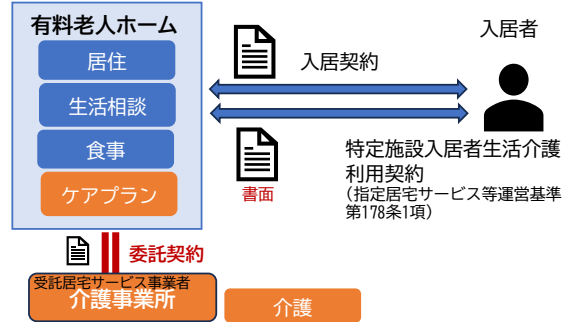 有料老人ホーム
居住
生活相談
食事
ケアプラン
入居契約
入居者
書面
特定施設入居者生活介護
利用契約
(指定居宅サービス等運営基準
第178条1項)
委託契約
受託居宅サービス事業者
介護事業所
介護